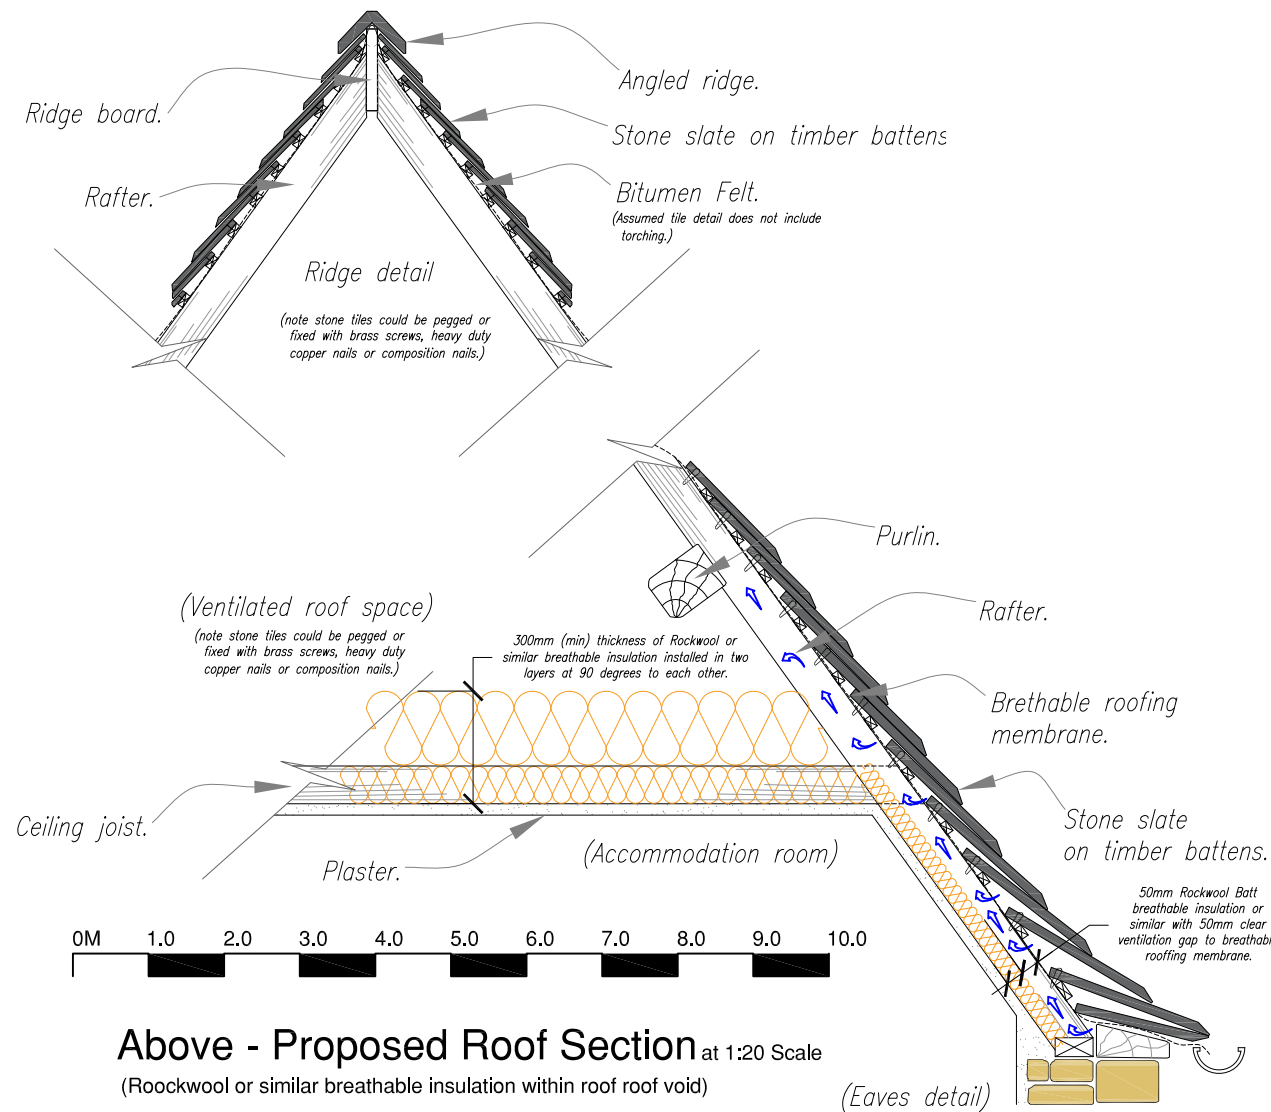 Angled ridge.
Ridge board.
Stone slate on timber battens
Rafter.
Bitumen Felt.
(Assumed tile detail does not include
torching.)
Ridge detail
(note stone tiles could be pegged or
fixed with brass screws, heavy duty
copper nails or composition nails.)
Purlin.
(Ventilated roof space)
(note stone tiles could be pegged or
fixed with brass screws, heavy duty
copper nails or composition nails.)
300mm (min) thickness of Rockwool or
similar breathable insulation installed in two
layers at 90 degrees to each other.
Rafter.
Brethable roofing
membrane.
Ceiling joist.
Plaster.
(Accommodation room)
Stone slate
on timber battens.
50mm Rockwool Batt
breathable insulation or
similar with 50mm clear
ventilation gap to breathabl
rooffing membrane.
0M 1.0 2.0 3.0 4.0 5.0 6.0 7.0 8.0 9.0 10.0
Above - Proposed Roof Section at 1:20 Scale
(Roockwool or similar breathable insulation within roof roof void)
(Eaves detail)